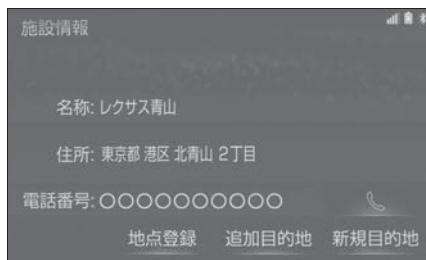 施設情報
名称: レクサス青山
住所: 東京都 港区 北青山 2丁目
電話番号: ○○○○○○○○○○
地点登録 追加目的地 新規目的地